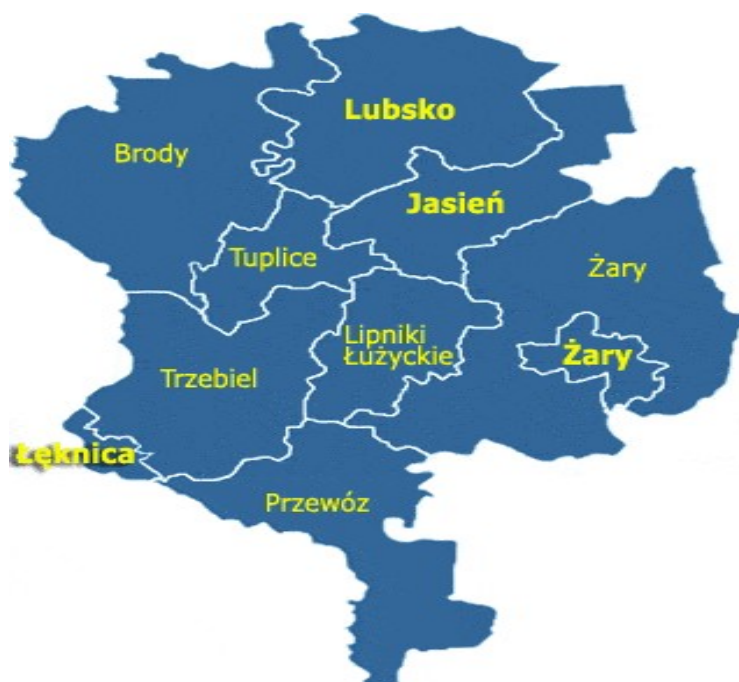 Lubsko
Brody
Jasień
Tuplice
Żary
Lipniki
Łużyckie
Żary
Trzebiel
Łęknica
Przewóz